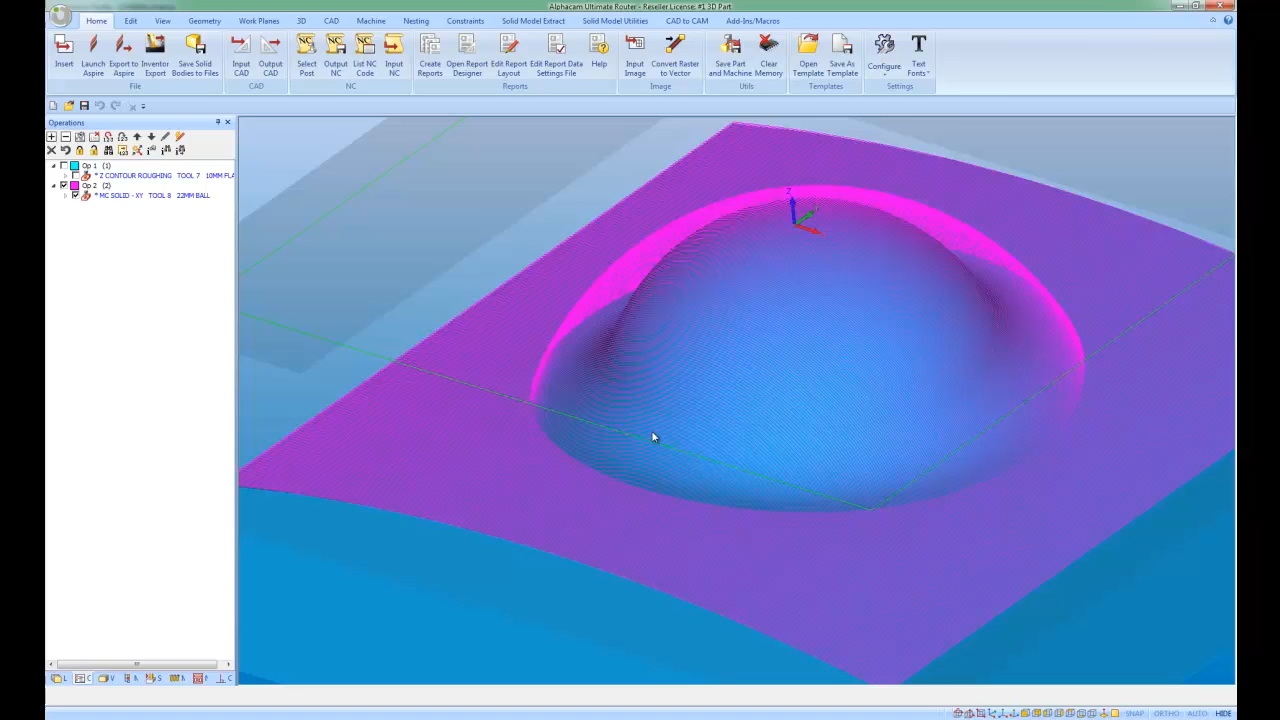 Alphacam Ultimate Router - Reseller License: #1 3D Part
Home Edit View Geometry Work Planes 3D CAD Machine Nesting Constraints Solid Model Extract Solid Model Utilities CAD to CAM Add-Ins/Macros
Insert Launch Aspire Export to Aspire Inventor Export Save Solid Bodies to Files Input CAD Output CAD Select Post Output NC List NC Code Input NC Create Reports Open Report Designer Edit Report Layout Edit Report Data Settings File Help Input Image Convert Raster to Vector Save Part and Machine Clear Memory Open Template Save As Template Configure Text Fonts
File CAD NC Reports Image Utils Templates Settings
Operations
Op 1 (1)
* Z CONTOUR ROUGHING TOOL 7 10MM FLA
Op 2 (2)
* MC SOLID - XY TOOL 8 22MM BALL
Z
L C V S C
SNAP ORTHO AUTO HIDE